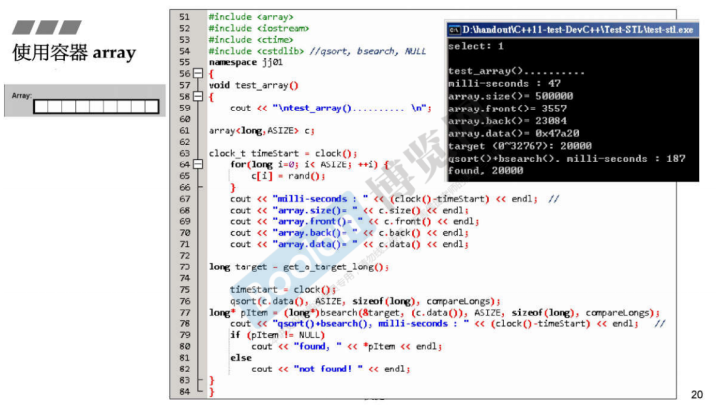 使用容器 array
Array:
51 #include <array>
52 #include <iostream>
53 #include <ctime>
54 #include <cstdlib> //qsort, bsearch, NULL
55 namespace jj01
56 {
57 void test_array()
58 {
59 cout << "\ntest_array().......... \n";
60
61 array<long,ASIZE> c;
62
63 clock_t timeStart = clock();
64 for(long i=0; i< ASIZE; ++i) {
65 c[i] = rand();
66 }
67 cout << "milli-seconds : " << (clock()-timeStart) << endl; //
68 cout << "array.size()= " << c.size() << endl;
69 cout << "array.front()= " << c.front() << endl;
70 cout << "array.back()= " << c.back() << endl;
71 cout << "array.data()= " << c.data() << endl;
72
73 long target = get_a_target_long();
74
75 timeStart = clock();
76 qsort(c.data(), ASIZE, sizeof(long), compareLongs);
77 long* pItem = (long*)bsearch(&target, (c.data()), ASIZE, sizeof(long), compareLongs);
78 cout << "qsort()+bsearch(), milli-seconds : " << (clock()-timeStart) << endl; //
79 if (pItem != NULL)
80 cout << "found, " << *pItem << endl;
81 else
82 cout << "not found! " << endl;
83 }
84 }
D:\handout\C++11-test-DevC++\Test-STL\test-stl.exe
select: 1
test_array()..........
milli-seconds : 47
array.size()= 500000
array.front()= 3557
array.back()= 23084
array.data()= 0x47a20
target (0~32767): 20000
qsort()+bsearch(), milli-seconds : 187
found, 20000
Boolan
博览
20